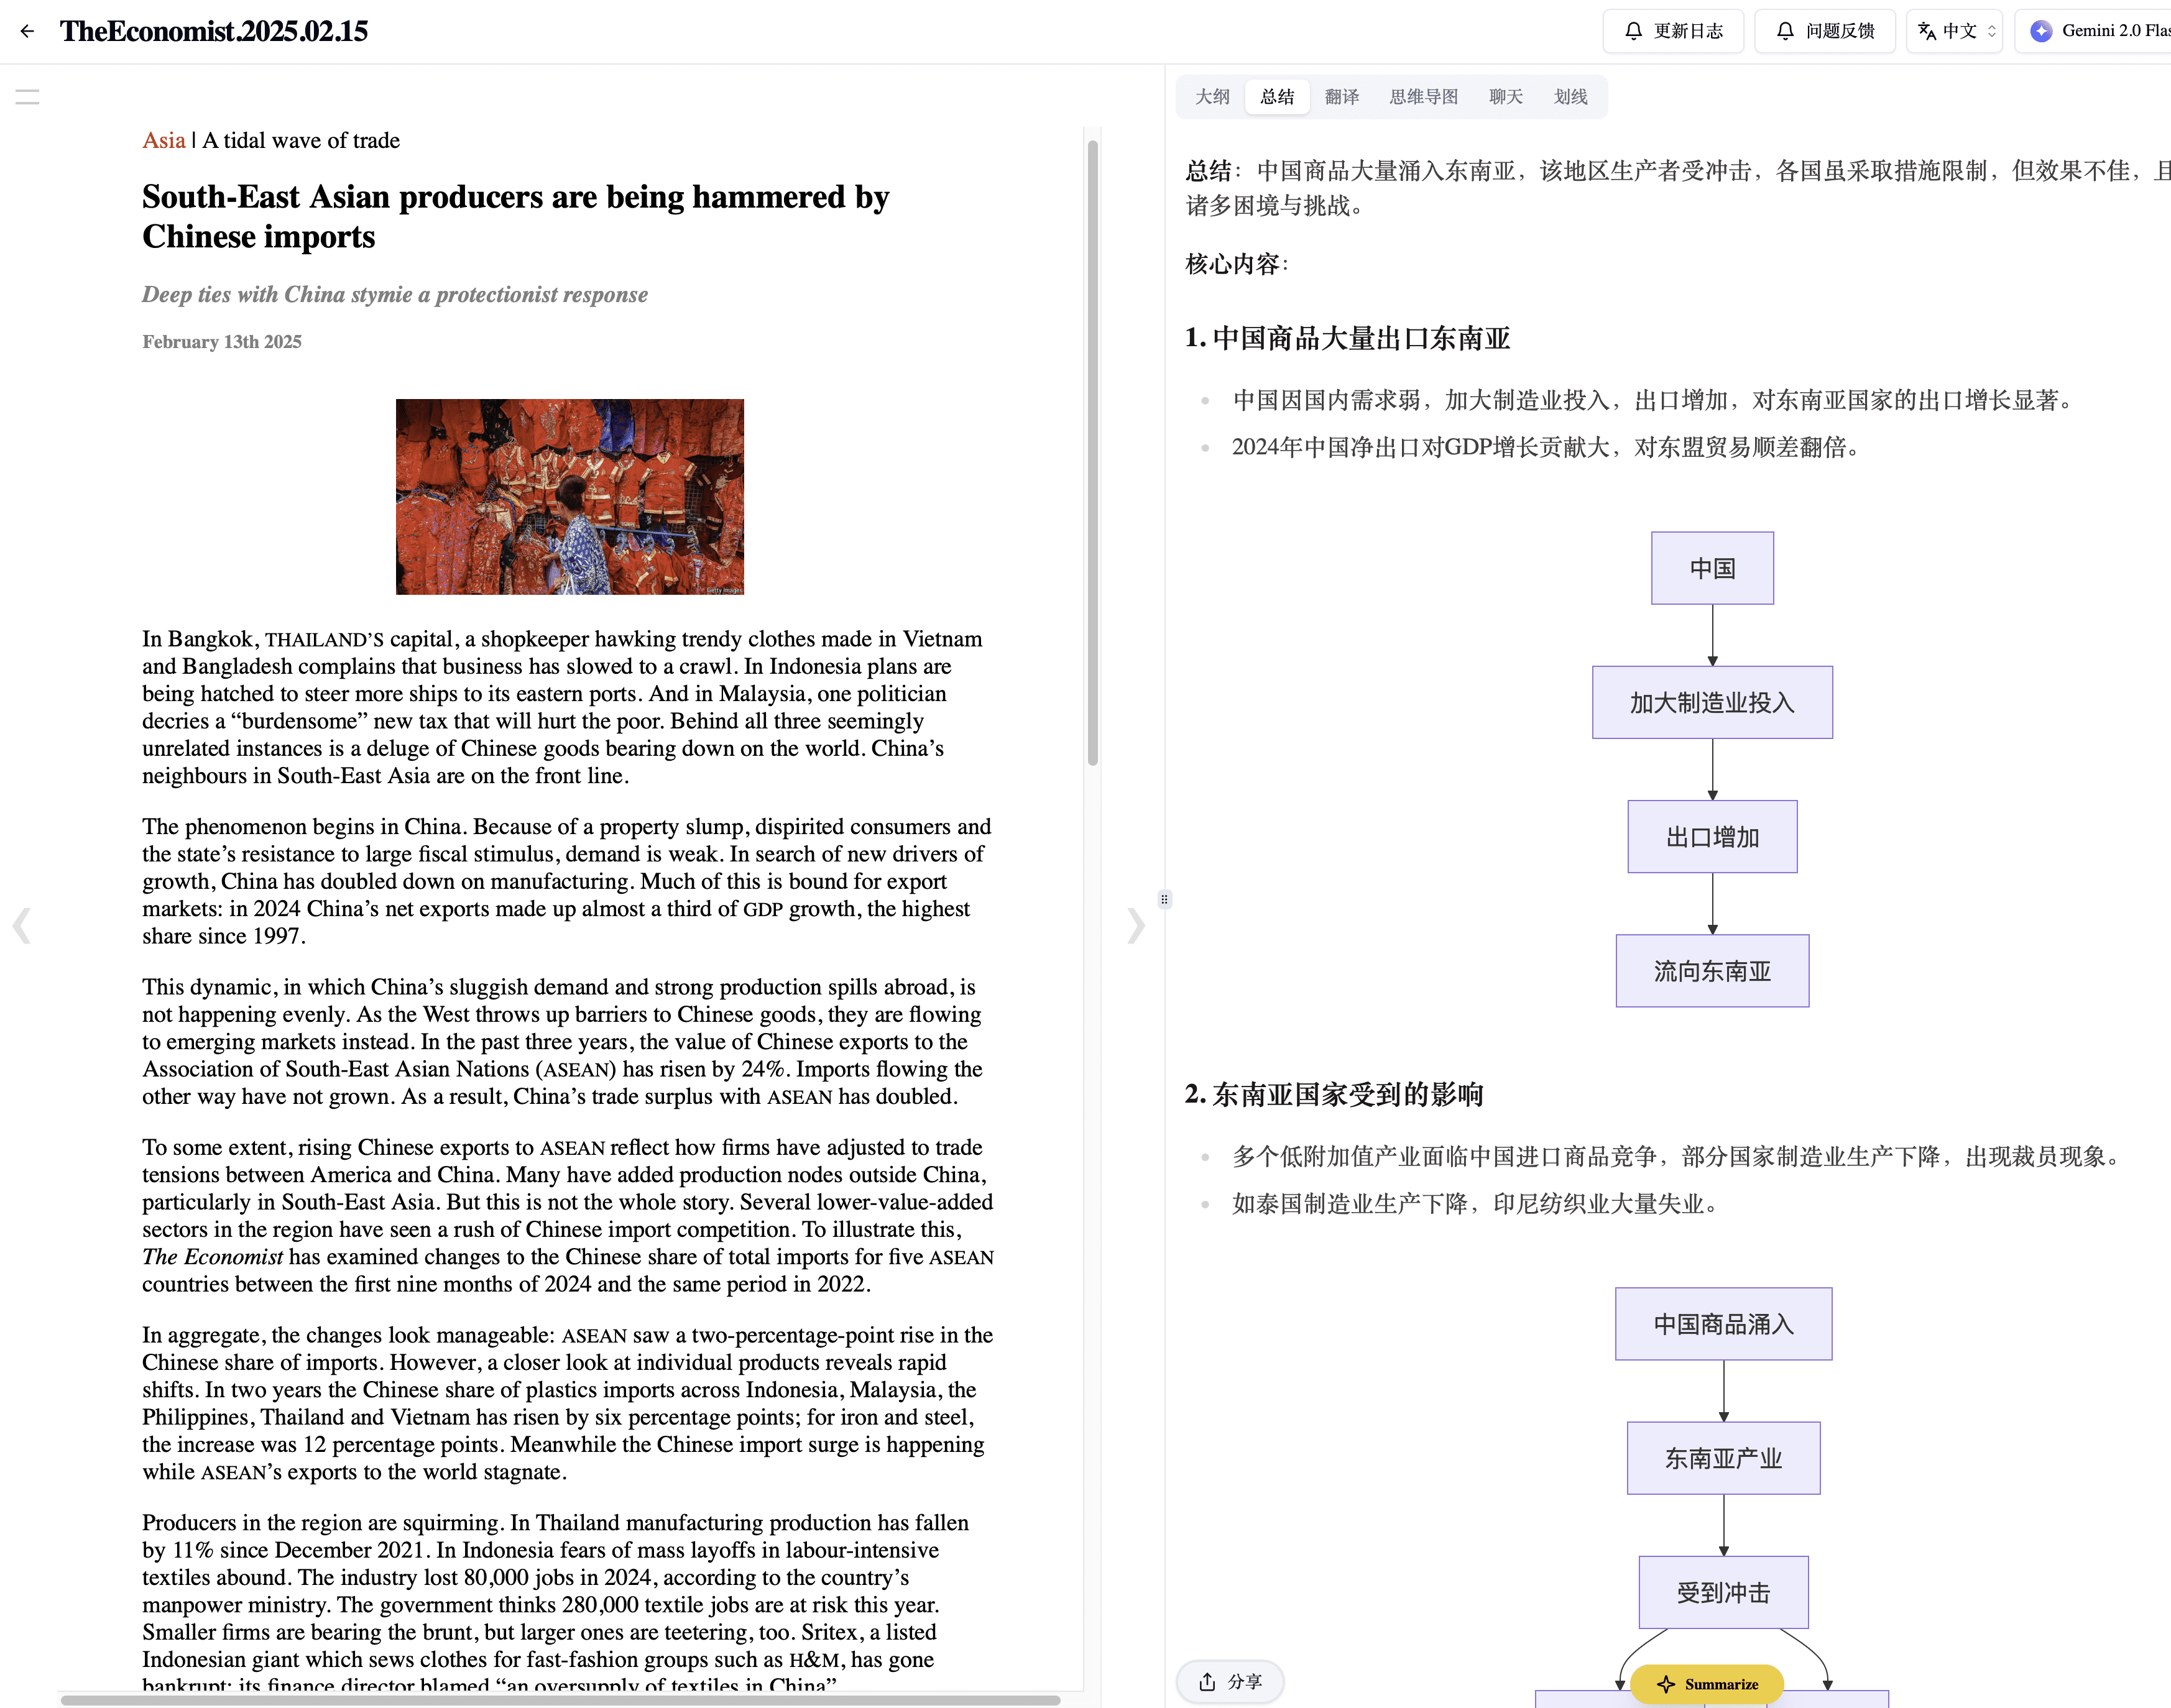 TheEconomist.2025.02.15
更新日志
问题反馈
中文
Gemini 2.0 Flas
Asia | A tidal wave of trade
South-East Asian producers are being hammered by
Chinese imports
Deep ties with China stymie a protectionist response
February 13th 2025
Getty Images
In Bangkok, THAILAND’S capital, a shopkeeper hawking trendy clothes made in Vietnam
and Bangladesh complains that business has slowed to a crawl. In Indonesia plans are
being hatched to steer more ships to its eastern ports. And in Malaysia, one politician
decries a “burdensome” new tax that will hurt the poor. Behind all three seemingly
unrelated instances is a deluge of Chinese goods bearing down on the world. China’s
neighbours in South-East Asia are on the front line.
The phenomenon begins in China. Because of a property slump, dispirited consumers and
the state’s resistance to large fiscal stimulus, demand is weak. In search of new drivers of
growth, China has doubled down on manufacturing. Much of this is bound for export
markets: in 2024 China’s net exports made up almost a third of GDP growth, the highest
share since 1997.
This dynamic, in which China’s sluggish demand and strong production spills abroad, is
not happening evenly. As the West throws up barriers to Chinese goods, they are flowing
to emerging markets instead. In the past three years, the value of Chinese exports to the
Association of South-East Asian Nations (ASEAN) has risen by 24%. Imports flowing the
other way have not grown. As a result, China’s trade surplus with ASEAN has doubled.
To some extent, rising Chinese exports to ASEAN reflect how firms have adjusted to trade
tensions between America and China. Many have added production nodes outside China,
particularly in South-East Asia. But this is not the whole story. Several lower-value-added
sectors in the region have seen a rush of Chinese import competition. To illustrate this,
The Economist has examined changes to the Chinese share of total imports for five ASEAN
countries between the first nine months of 2024 and the same period in 2022.
In aggregate, the changes look manageable: ASEAN saw a two-percentage-point rise in the
Chinese share of imports. However, a closer look at individual products reveals rapid
shifts. In two years the Chinese share of plastics imports across Indonesia, Malaysia, the
Philippines, Thailand and Vietnam has risen by six percentage points; for iron and steel,
the increase was 12 percentage points. Meanwhile the Chinese import surge is happening
while ASEAN’s exports to the world stagnate.
Producers in the region are squirming. In Thailand manufacturing production has fallen
by 11% since December 2021. In Indonesia fears of mass layoffs in labour-intensive
textiles abound. The industry lost 80,000 jobs in 2024, according to the country’s
manpower ministry. The government thinks 280,000 textile jobs are at risk this year.
Smaller firms are bearing the brunt, but larger ones are teetering, too. Sritex, a listed
Indonesian giant which sews clothes for fast-fashion groups such as H&M, has gone
bankrupt; its finance director blamed “an oversupply of textiles in China”
大纲
总结
翻译
思维导图
聊天
划线
总结：中国商品大量涌入东南亚，该地区生产者受冲击，各国虽采取措施限制，但效果不佳，且
诸多困境与挑战。
核心内容：
1. 中国商品大量出口东南亚
中国因国内需求弱，加大制造业投入，出口增加，对东南亚国家的出口增长显著。
2024年中国净出口对GDP增长贡献大，对东盟贸易顺差翻倍。
中国
加大制造业投入
出口增加
流向东南亚
2. 东南亚国家受到的影响
多个低附加值产业面临中国进口商品竞争，部分国家制造业生产下降，出现裁员现象。
如泰国制造业生产下降，印尼纺织业大量失业。
中国商品涌入
东南亚产业
受到冲击
分享
Summarize